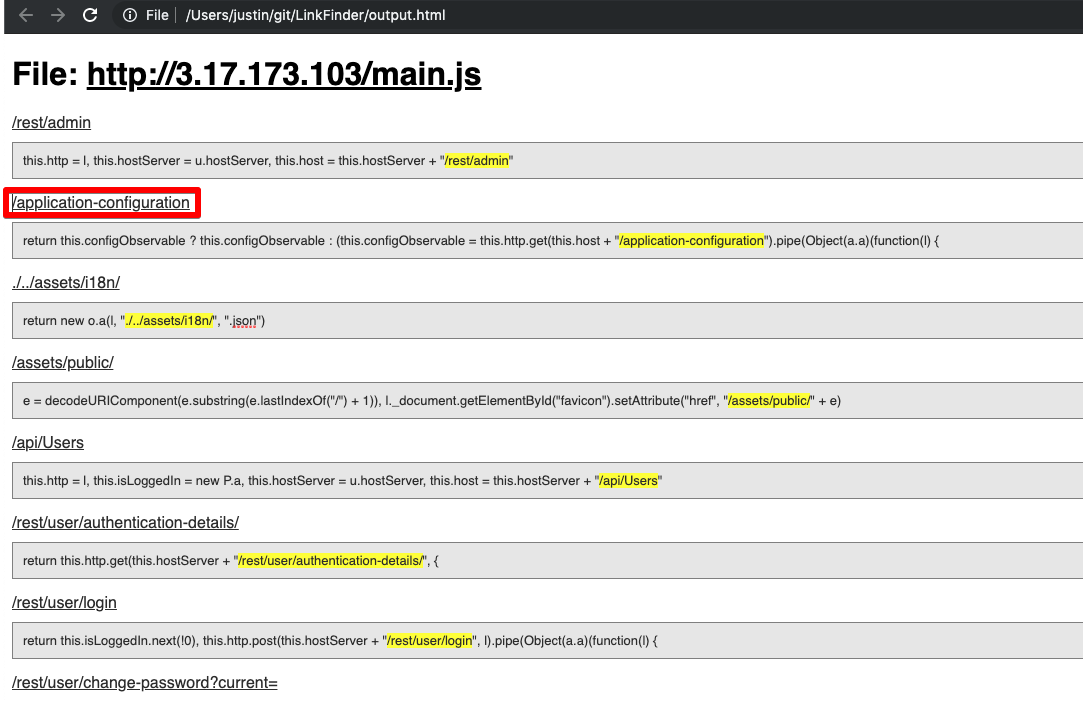 File /Users/justin/git/LinkFinder/output.html
File: http://3.17.173.103/main.js
/rest/admin
this.http = l, this.hostServer = u.hostServer, this.host = this.hostServer + "/rest/admin"
/application-configuration
return this.configObservable ? this.configObservable : (this.configObservable = this.http.get(this.host + "/application-configuration").pipe(Object(a.a)(function(l) {
./../assets/i18n/
return new o.a(l, "./../assets/i18n/", ".json")
/assets/public/
e = decodeURIComponent(e.substring(e.lastIndexOf("/") + 1)), l._document.getElementById("favicon").setAttribute("href", "/assets/public/" + e)
/api/Users
this.http = l, this.isLoggedIn = new P.a, this.hostServer = u.hostServer, this.host = this.hostServer + "/api/Users"
/rest/user/authentication-details/
return this.http.get(this.hostServer + "/rest/user/authentication-details/", {
/rest/user/login
return this.isLoggedIn.next(!0), this.http.post(this.hostServer + "/rest/user/login", l).pipe(Object(a.a)(function(l) {
/rest/user/change-password?current=